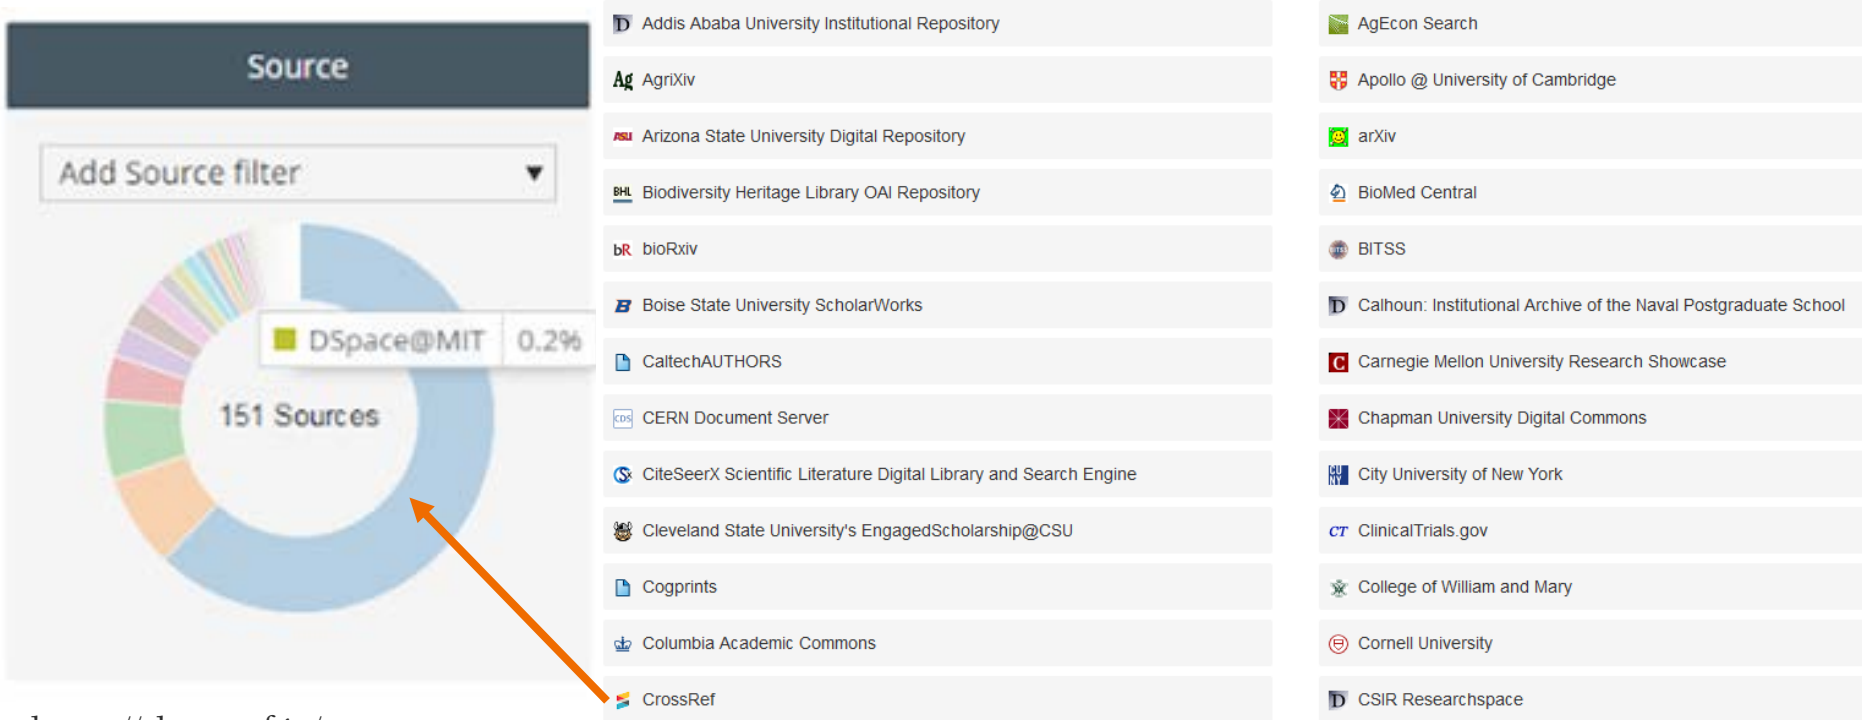 Source
Add Source filter
DSpace@MIT 0.2%
151 Sources
Addis Ababa University Institutional Repository
AgriXiv
Arizona State University Digital Repository
Biodiversity Heritage Library OAI Repository
bioRxiv
Boise State University ScholarWorks
CaltechAUTHORS
CERN Document Server
CiteSeerX Scientific Literature Digital Library and Search Engine
Cleveland State University's EngagedScholarship@CSU
Cogprints
Columbia Academic Commons
CrossRef
AgEcon Search
Apollo @ University of Cambridge
arXiv
BioMed Central
BITSS
Calhoun: Institutional Archive of the Naval Postgraduate School
Carnegie Mellon University Research Showcase
Chapman University Digital Commons
City University of New York
ClinicalTrials.gov
College of William and Mary
Cornell University
CSIR Researchspace